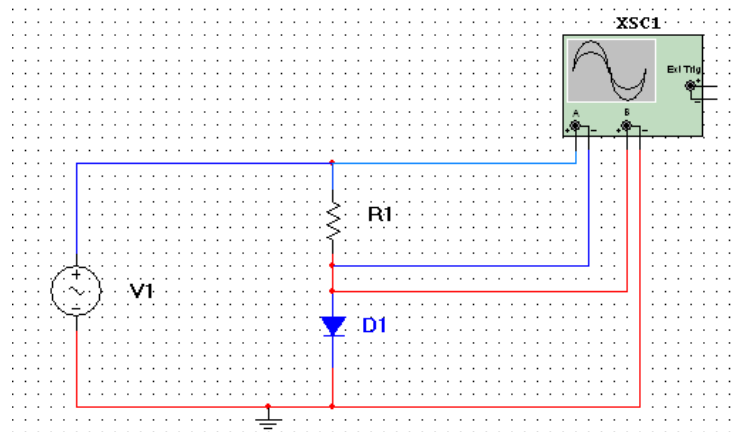 XSC1
Ext Trig
+
-
A
B
+ - + -
R1
V1
+
~
-
D1